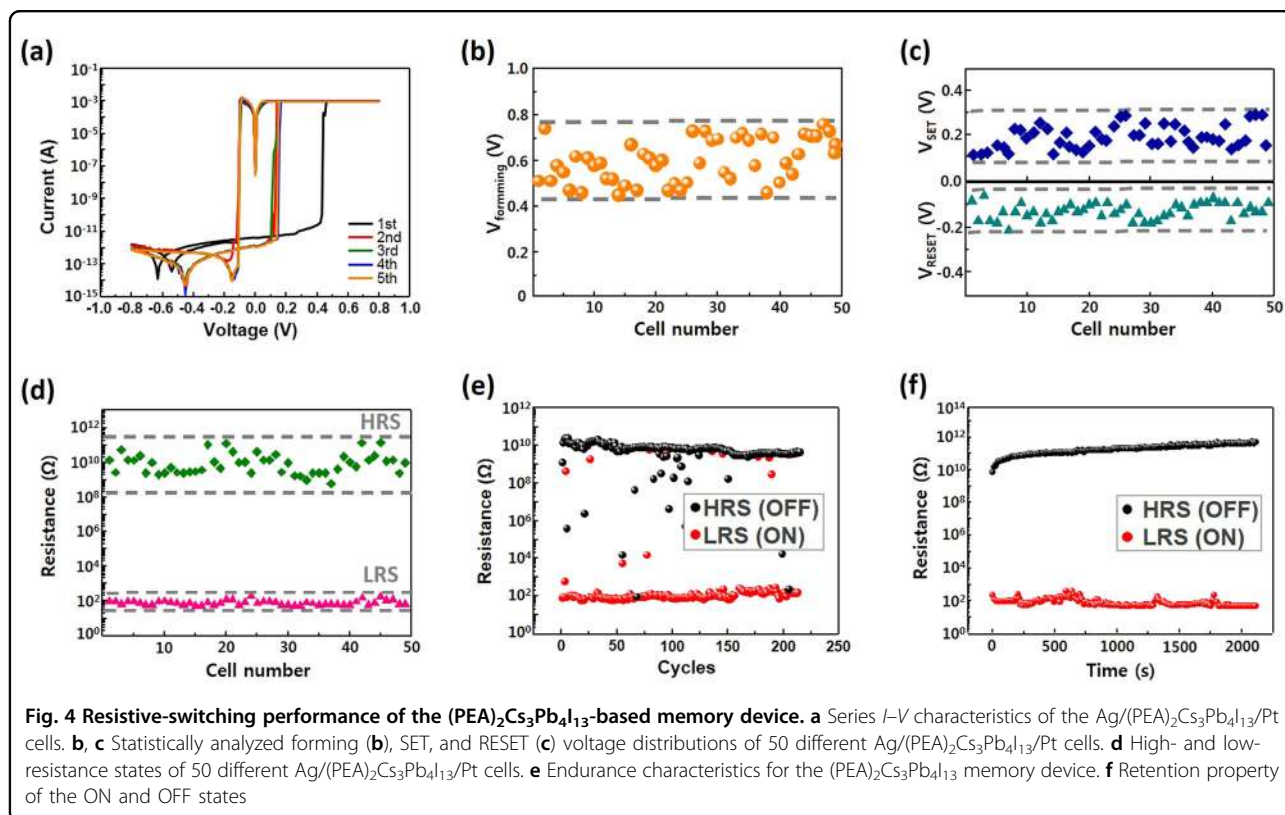 (a)
Current (A)
10⁻¹
10⁻³
10⁻⁵
10⁻⁷
10⁻⁹
10⁻¹¹
10⁻¹³
10⁻¹⁵
1st
2nd
3rd
4th
5th
-1.0 -0.8 -0.6 -0.4 -0.2 0.0 0.2 0.4 0.6 0.8 1.0
Voltage (V)
(b)
V_formming (V)
1.0
0.8
0.6
0.4
0.2
0
10 20 30 40 50
Cell number
(c)
V_SET (V)
0.4
0.2
0.0
V_RESET (V)
-0.2
-0.4
10 20 30 40 50
Cell number
(d)
Resistance (Ω)
10¹²
10¹⁰
10⁸
10⁶
10⁴
10²
10⁰
HRS
LRS
0 10 20 30 40 50
Cell number
(e)
Resistance (Ω)
10¹²
10¹⁰
10⁸
10⁶
10⁴
10²
10⁰
HRS (OFF)
LRS (ON)
0 50 100 150 200 250
Cycles
(f)
Resistance (Ω)
10¹⁴
10¹²
10¹⁰
10⁸
10⁶
10⁴
10²
10⁰
HRS (OFF)
LRS (ON)
0 500 1000 1500 2000
Time (s)
Fig. 4 Resistive-switching performance of the (PEA)₂Cs₃Pb₄I₁₃-based memory device. a Series I–V characteristics of the Ag/(PEA)₂Cs₃Pb₄I₁₃/Pt
cells. b, c Statistically analyzed forming (b), SET, and RESET (c) voltage distributions of 50 different Ag/(PEA)₂Cs₃Pb₄I₁₃/Pt cells. d High- and low-
resistance states of 50 different Ag/(PEA)₂Cs₃Pb₄I₁₃/Pt cells. e Endurance characteristics for the (PEA)₂Cs₃Pb₄I₁₃ memory device. f Retention property
of the ON and OFF states